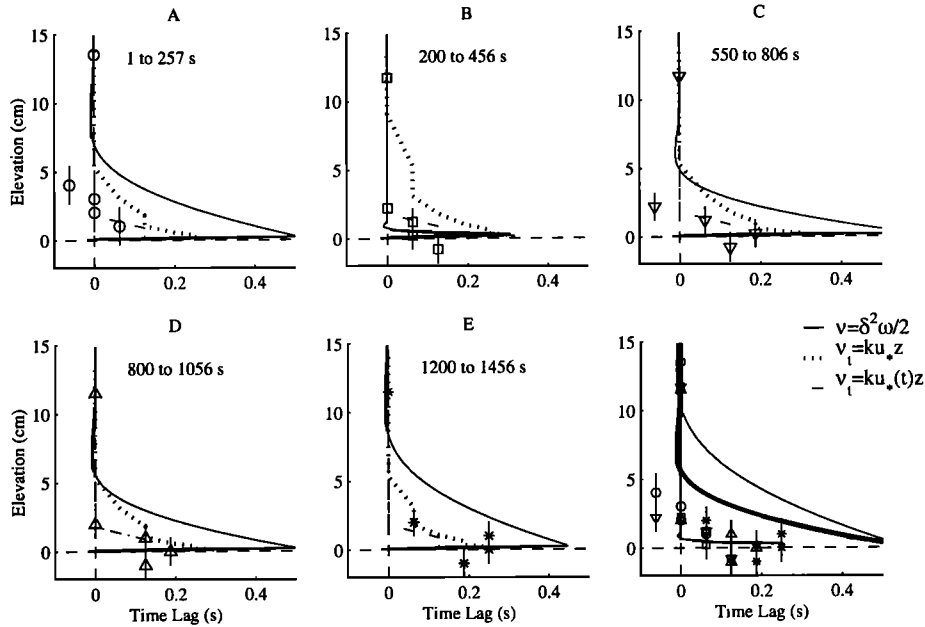 A
B
C
15
10
5
0
Elevation (cm)
1 to 257 s
0
0.2
0.4
15
10
5
0
200 to 456 s
0
0.2
0.4
15
10
5
0
550 to 806 s
0
0.2
0.4
D
E
15
10
5
0
Elevation (cm)
800 to 1056 s
0
0.2
0.4
Time Lag (s)
15
10
5
0
1200 to 1456 s
0
0.2
0.4
Time Lag (s)
ν=δ²ω/2
νₜ=ku*z
νₜ=ku*(t)z
15
10
5
0
0
0.2
0.4
Time Lag (s)